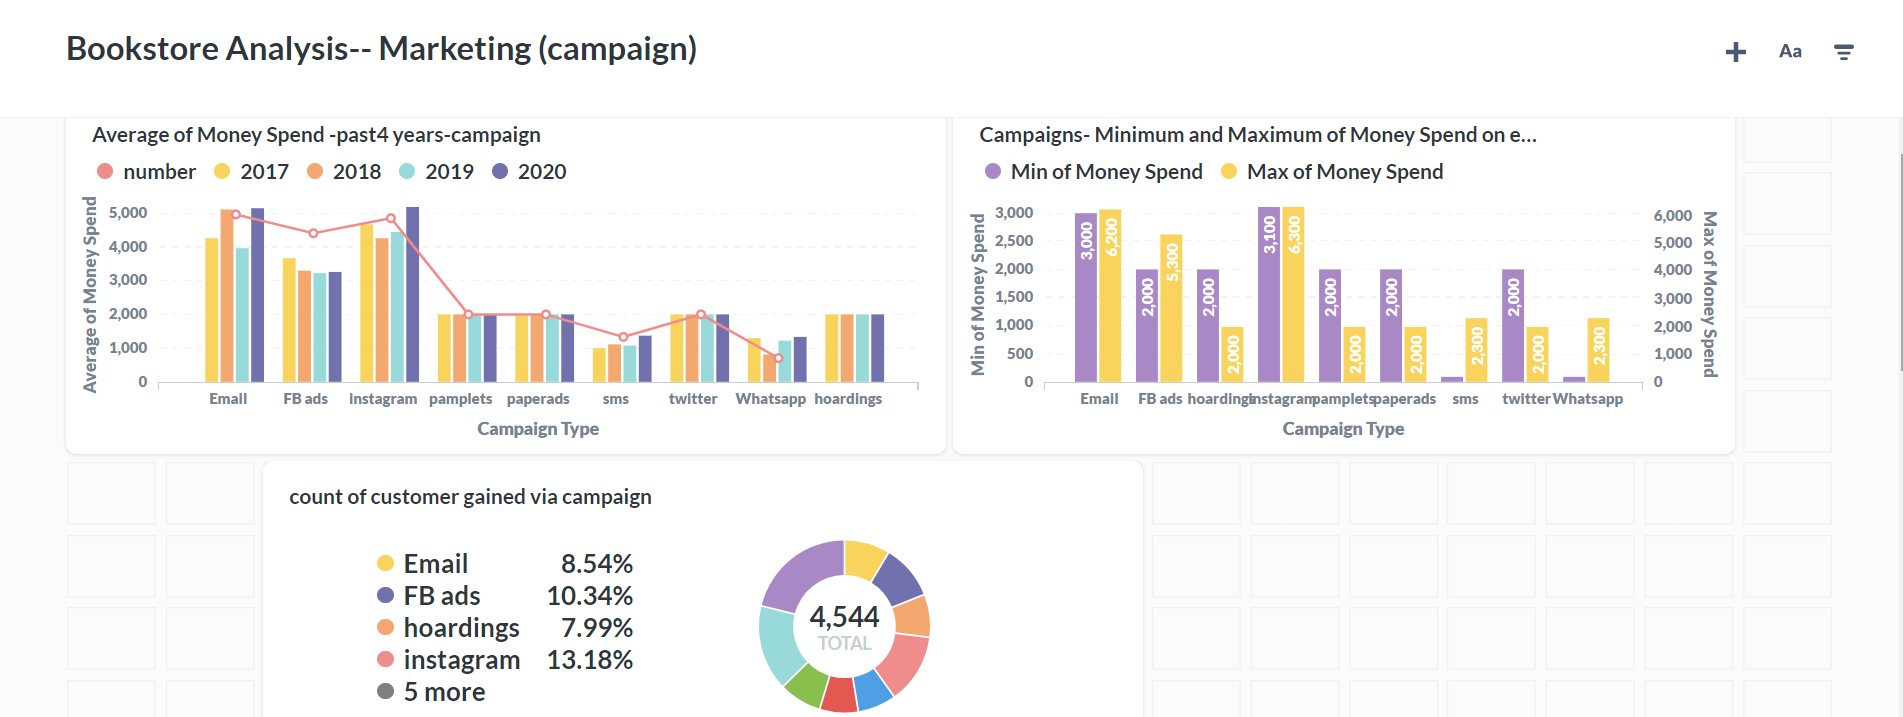 Bookstore Analysis-- Marketing (campaign)
Aa
Average of Money Spend -past4 years-campaign
number 2017 2018 2019 2020
Average of Money Spend
5,000
4,000
3,000
2,000
1,000
0
Email FB ads instagram pamplets paperads sms twitter Whatsapp hoardings
Campaign Type
Campaigns- Minimum and Maximum of Money Spend on e...
Min of Money Spend Max of Money Spend
Min of Money Spend
3,000
2,500
2,000
1,500
1,000
500
0
3,000 6,200 2,000 5,300 2,000 2,000 3,100 6,300 2,000 2,000 2,000 2,000 2,300 2,000 2,000 2,300
6,000
5,000
4,000
3,000
2,000
1,000
0
Max of Money Spend
Email FB ads hoardings instagram pamplets paperads sms twitter Whatsapp
Campaign Type
count of customer gained via campaign
Email 8.54%
FB ads 10.34%
hoardings 7.99%
instagram 13.18%
5 more
4,544
TOTAL